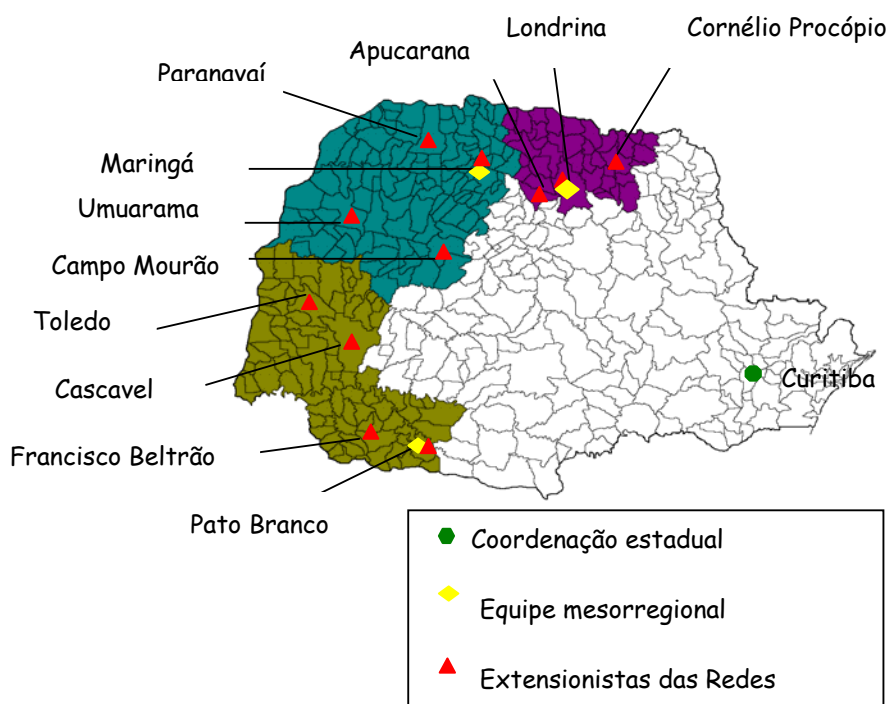 Londrina
Cornélio Procópio
Apucarana
Paranavaí
Maringá
Umuarama
Campo Mourão
Toledo
Cascavel
Curitiba
Francisco Beltrão
Pato Branco
Coordenação estadual
Equipe mesorregional
Extensionistas das Redes